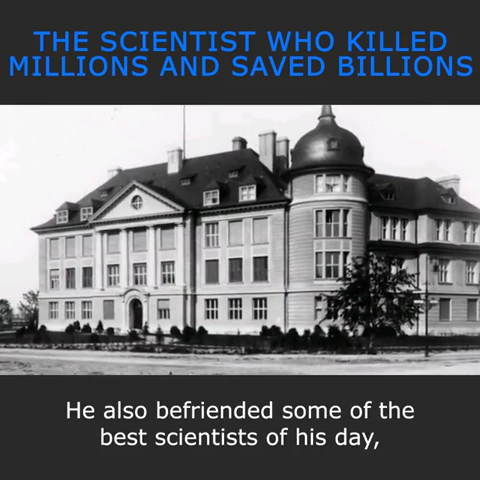 THE SCIENTIST WHO KILLED
MILLIONS AND SAVED BILLIONS
He also befriended some of the
best scientists of his day,